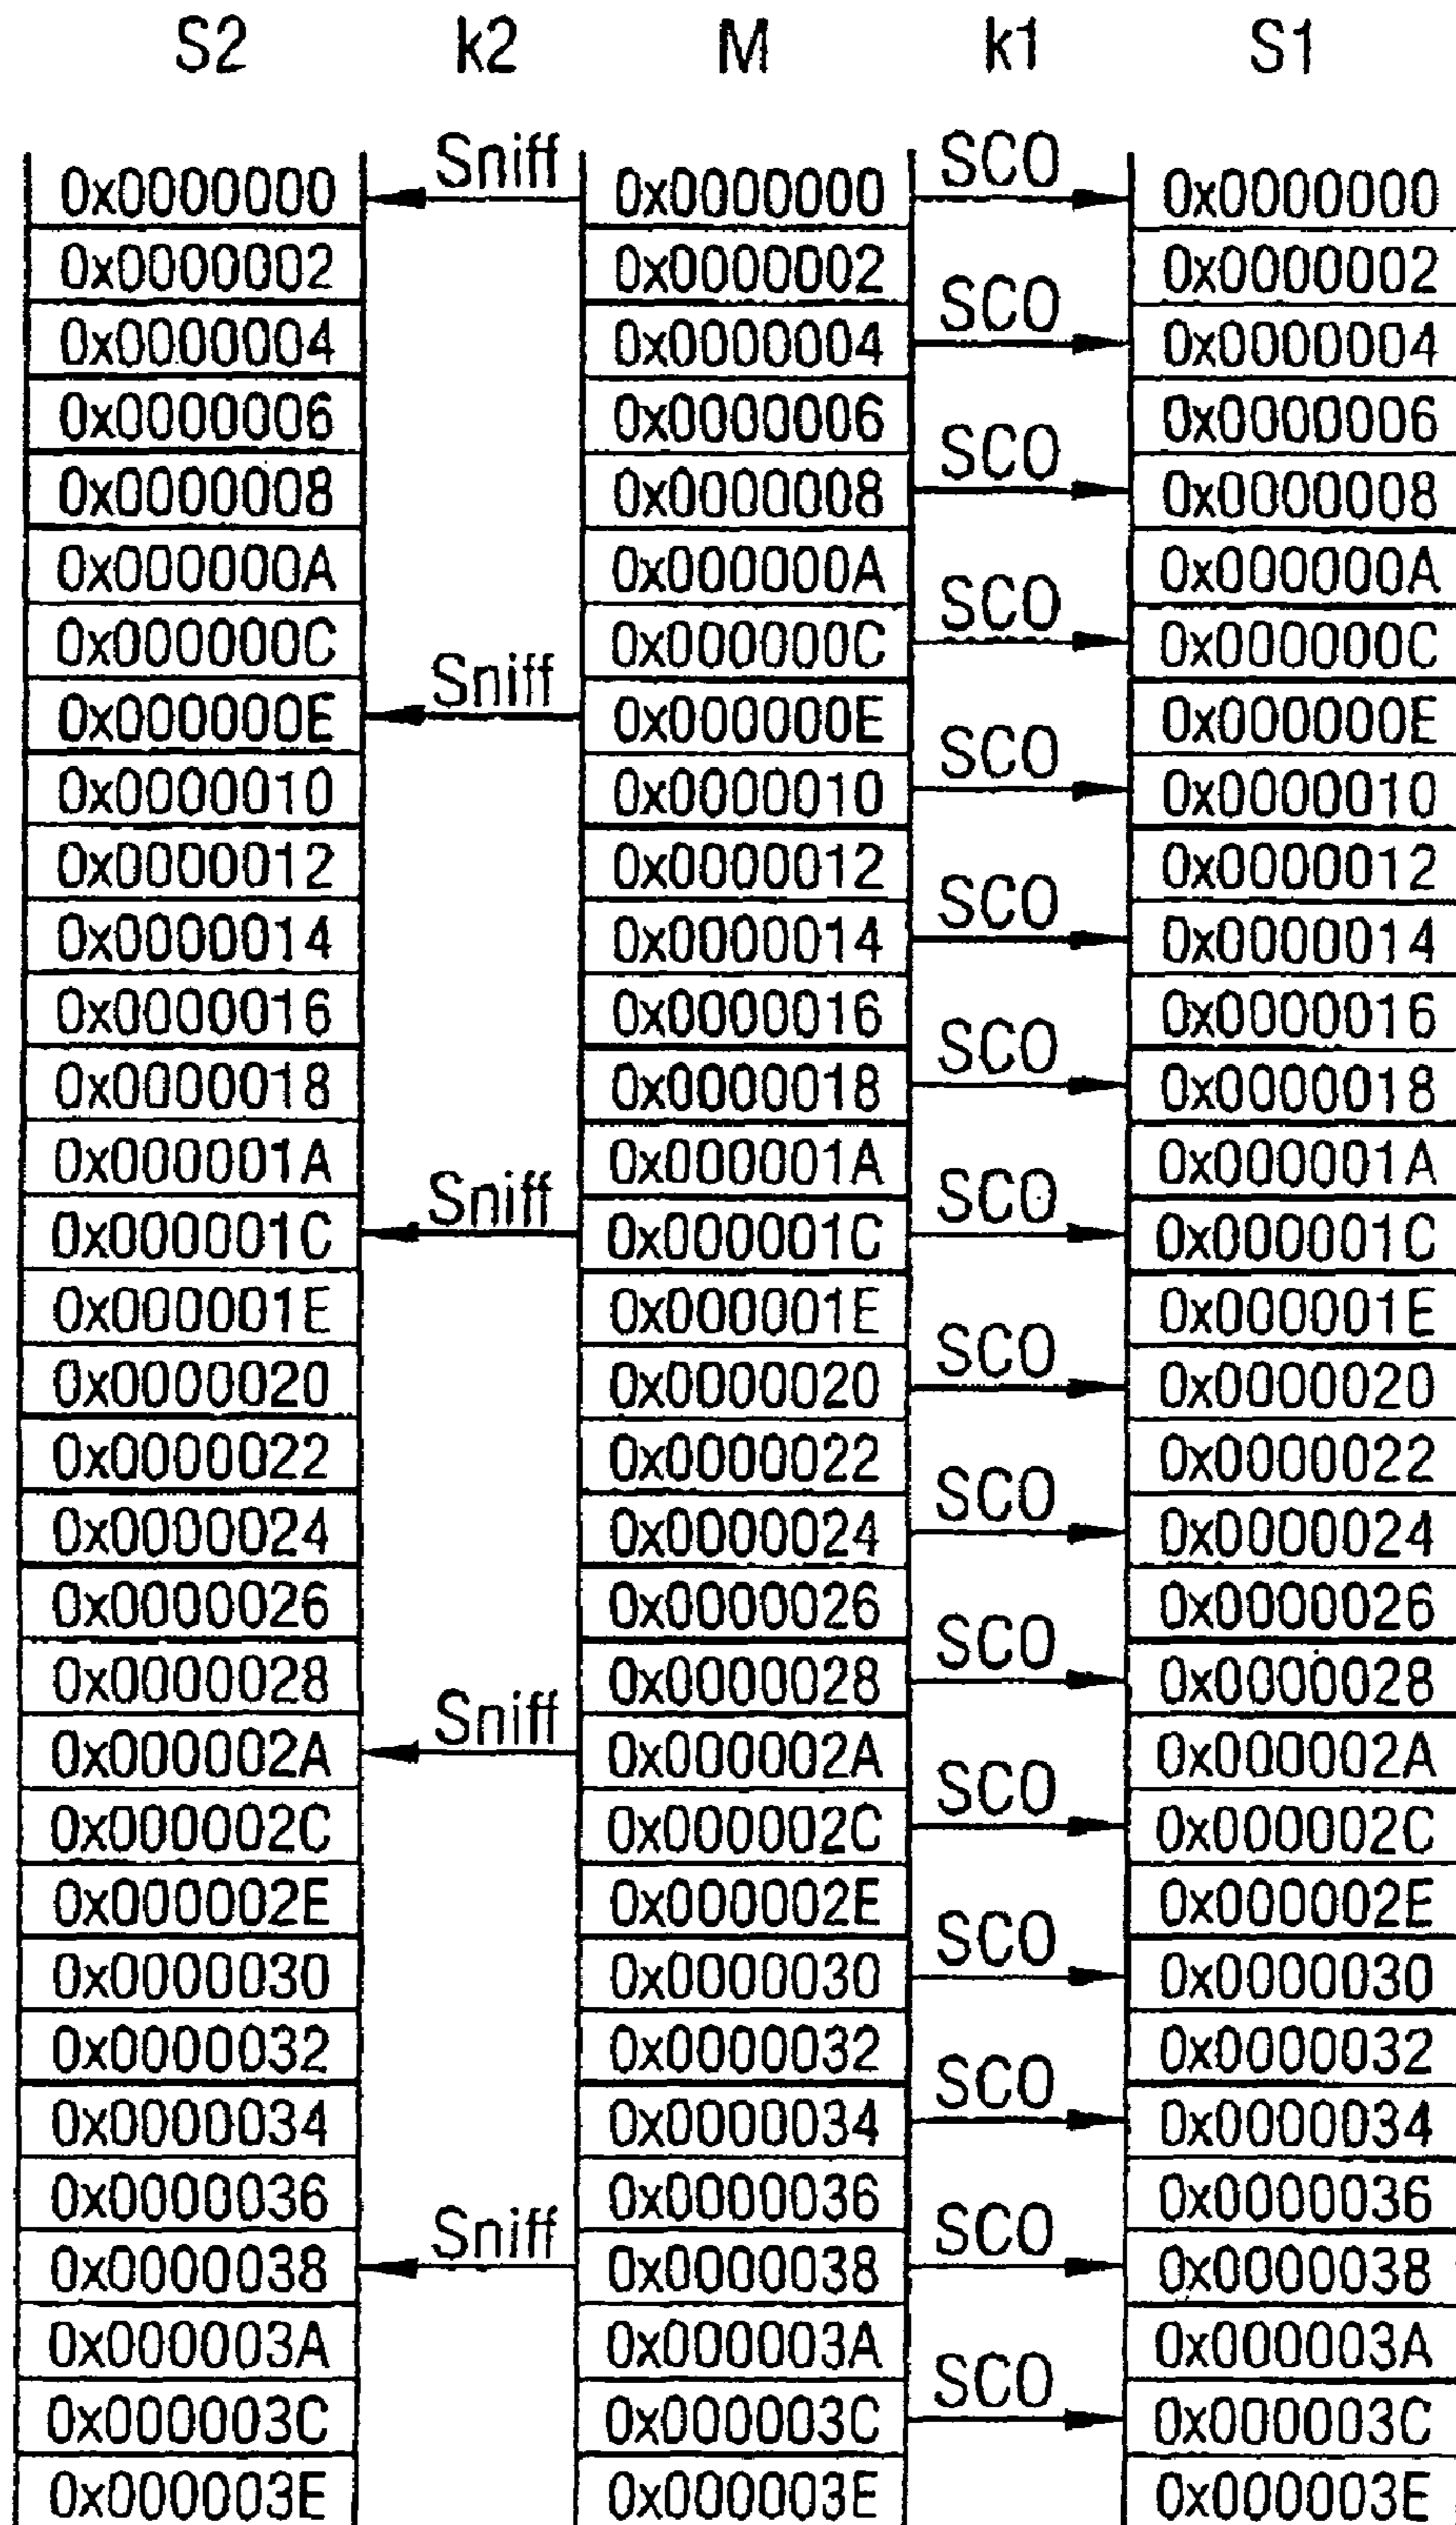 S2 k2 M k1 S1
0x0000000 Sniff 0x0000000 SCO 0x0000000
0x0000002 0x0000002 0x0000002
0x0000004 0x0000004 SCO 0x0000004
0x0000006 0x0000006 0x0000006
0x0000008 0x0000008 SCO 0x0000008
0x000000A 0x000000A 0x000000A
0x000000C 0x000000C SCO 0x000000C
0x000000E Sniff 0x000000E 0x000000E
0x0000010 0x0000010 SCO 0x0000010
0x0000012 0x0000012 0x0000012
0x0000014 0x0000014 SCO 0x0000014
0x0000016 0x0000016 0x0000016
0x0000018 0x0000018 SCO 0x0000018
0x000001A 0x000001A 0x000001A
0x000001C Sniff 0x000001C SCO 0x000001C
0x000001E 0x000001E 0x000001E
0x0000020 0x0000020 SCO 0x0000020
0x0000022 0x0000022 0x0000022
0x0000024 0x0000024 SCO 0x0000024
0x0000026 0x0000026 0x0000026
0x0000028 0x0000028 SCO 0x0000028
0x000002A Sniff 0x000002A 0x000002A
0x000002C 0x000002C SCO 0x000002C
0x000002E 0x000002E 0x000002E
0x0000030 0x0000030 SCO 0x0000030
0x0000032 0x0000032 0x0000032
0x0000034 0x0000034 SCO 0x0000034
0x0000036 0x0000036 0x0000036
0x0000038 Sniff 0x0000038 SCO 0x0000038
0x000003A 0x000003A 0x000003A
0x000003C 0x000003C SCO 0x000003C
0x000003E 0x000003E 0x000003E